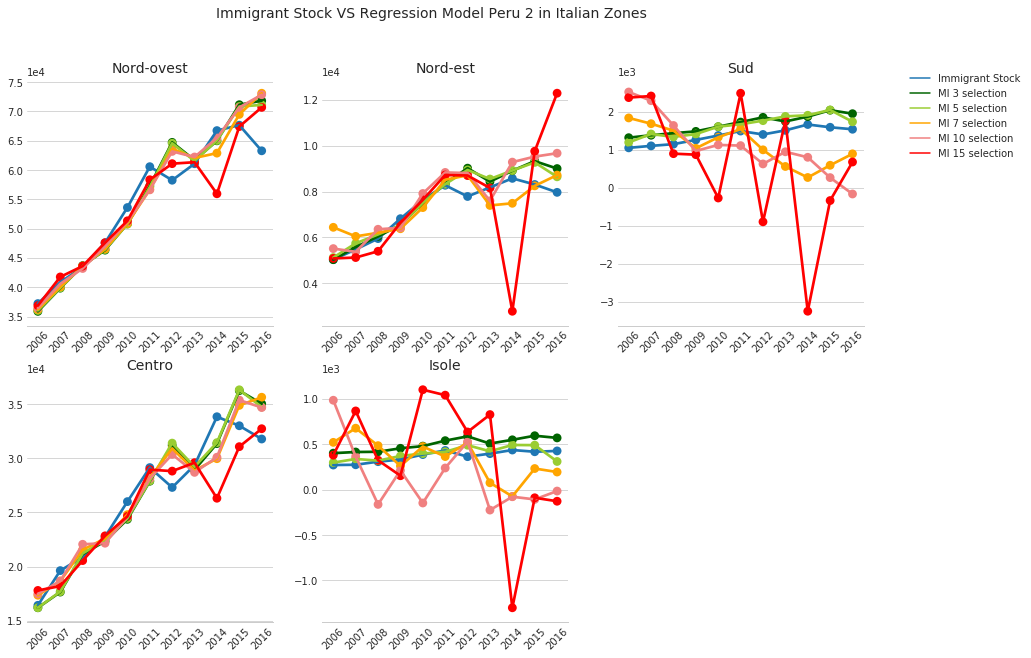 Immigrant Stock VS Regression Model Peru 2 in Italian Zones
Nord-ovest
1e4
7.5
7.0
6.5
6.0
5.5
5.0
4.5
4.0
3.5
2006 2007 2008 2009 2010 2011 2012 2013 2014 2015 2016
Nord-est
1e4
1.2
1.0
0.8
0.6
0.4
2006 2007 2008 2009 2010 2011 2012 2013 2014 2015 2016
Sud
1e3
2
1
0
−1
−2
−3
2006 2007 2008 2009 2010 2011 2012 2013 2014 2015 2016
Immigrant Stock
MI 3 selection
MI 5 selection
MI 7 selection
MI 10 selection
MI 15 selection
Centro
1e4
3.5
3.0
2.5
2.0
1.5
2006 2007 2008 2009 2010 2011 2012 2013 2014 2015 2016
Isole
1e3
1.0
0.5
0.0
−0.5
−1.0
2006 2007 2008 2009 2010 2011 2012 2013 2014 2015 2016